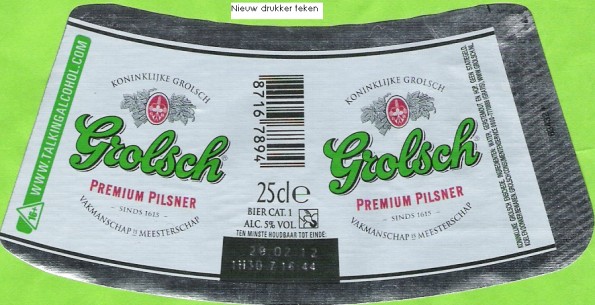 Nieuw drukker teken
WWW.TALKINGALCOHOL.COM
KONINKLIJKE GROLSCH
Grolsch
PREMIUM PILSNER
– SINDS 1615 –
VAKMANSCHAP IS MEESTERSCHAP
87167894
25cl e
BIER CAT. 1
ALC. 5% VOL.
TEN MINSTE HOUDBAAR TOT EINDE:
29 02 12
KONINKLIJKE GROLSCH
Grolsch
PREMIUM PILSNER
– SINDS 1615 –
VAKMANSCHAP IS MEESTERSCHAP